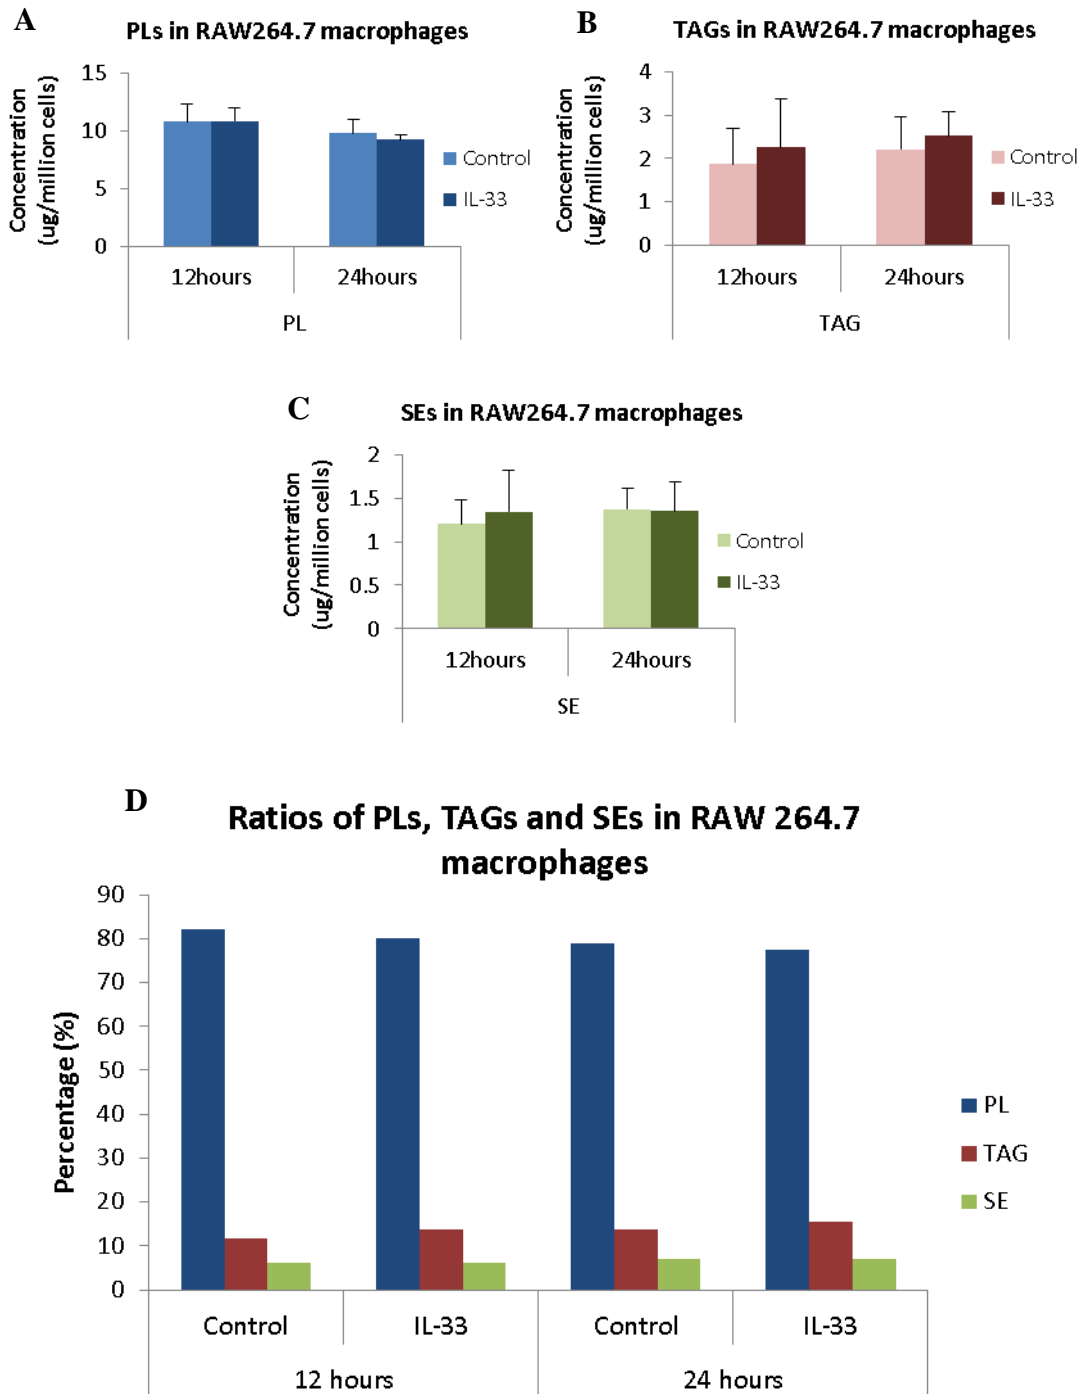 A
PLs in RAW264.7 macrophages
Concentration
(ug/million cells)
15
10
5
0
12hours
24hours
PL
Control
IL-33
B
TAGs in RAW264.7 macrophages
Concentration
(ug/million cells)
4
3
2
1
0
12hours
24hours
TAG
Control
IL-33
C
SEs in RAW264.7 macrophages
Concentration
(ug/million cells)
2
1.5
1
0.5
0
12hours
24hours
SE
Control
IL-33
D
Ratios of PLs, TAGs and SEs in RAW 264.7
macrophages
Percentage (%)
90
80
70
60
50
40
30
20
10
0
Control
IL-33
Control
IL-33
12 hours
24 hours
PL
TAG
SE